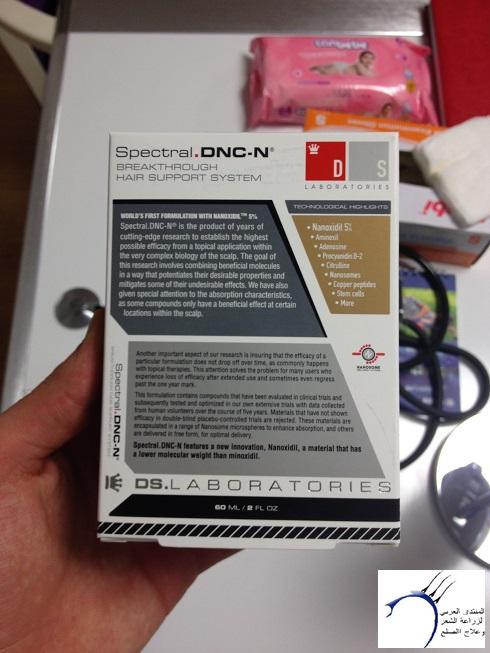 Spectral.DNC-N®
BREAKTHROUGH
HAIR SUPPORT SYSTEM
D S
LABORATORIES
TECHNOLOGICAL HIGHLIGHTS
WORLD'S FIRST FORMULATION WITH NANOXIDIL™ 5%
Spectral.DNC-N® is the product of years of
cutting-edge research to establish the highest
possible efficacy from a topical application within
the very complex biology of the scalp. The goal of
this research involves combining beneficial molecules
in a way that potentiates their desirable properties and
mitigates some of their undesirable effects. We have also
given special attention to the absorption characteristics,
as some compounds only have a beneficial effect at certain
locations within the scalp.
• Nanoxidil 5%
• Aminexil
• Adenosine
• Procyanidin B-2
• Citrulline
• Nanosomes
• Copper peptides
• Stem cells
• More
NANOSOME
Another important aspect of our research is insuring that the efficacy of a
particular formulation does not drop off over time, as commonly happens
with topical therapies. This attention solves the problem for many users who
experience loss of efficacy after extended use and sometimes even regress
past the one year mark.
This formulation contains compounds that have been evaluated in clinical trials and
subsequently tested and optimized in our own extensive trials with data collected
from human volunteers over the course of five years. Materials that have not shown
efficacy in double-blind placebo-controlled trials are rejected. These materials are
encapsulated in a range of Nanosome microspheres to enhance absorption, and others
are delivered in free form, for optimal delivery.
Spectral.DNC-N features a new innovation, Nanoxidil, a material that has
a lower molecular weight than minoxidil.
DS.LABORATORIES
60 ML / 2 FL OZ
Spectral.DNC-N
المنتدى العربي
لزراعة الشعر
وعلاج الصلع